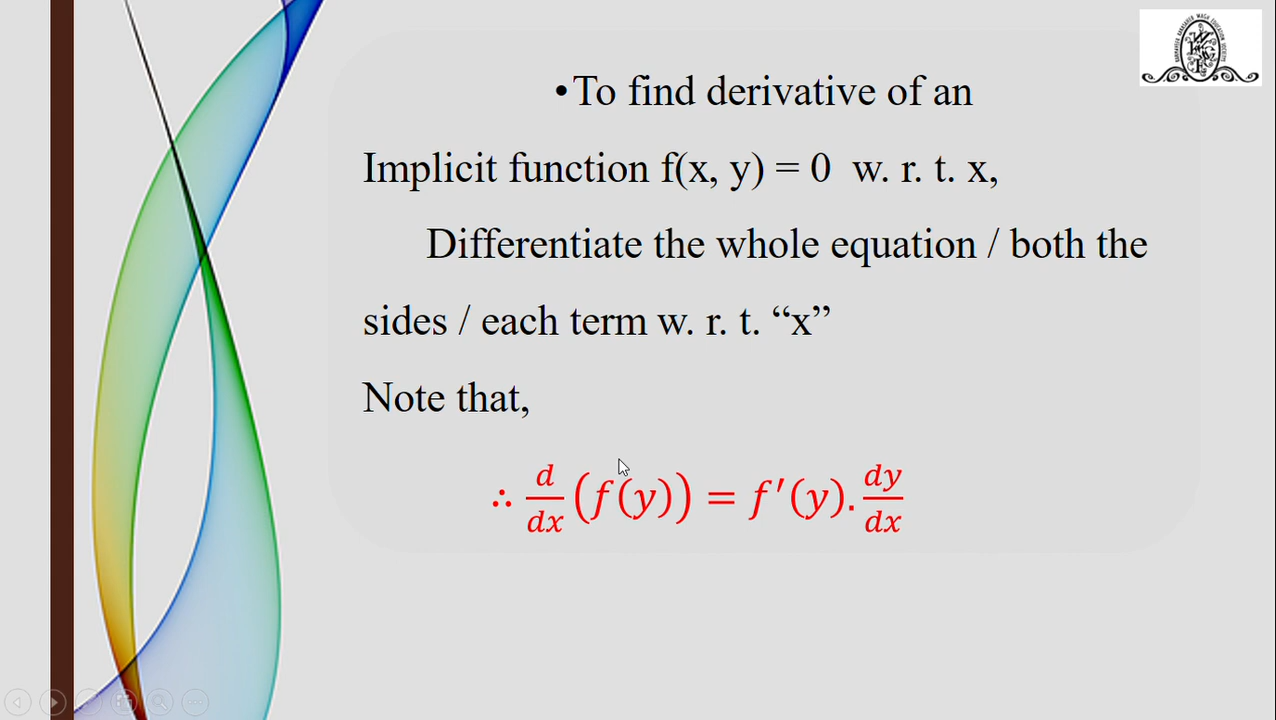 •To find derivative of an
Implicit function f(x, y) = 0 w. r. t. x,
Differentiate the whole equation / both the
sides / each term w. r. t. “x”
Note that,
∴ d/dx (f(y)) = f′(y). dy/dx